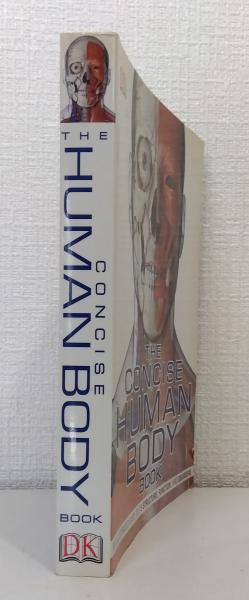 THE
CONCISE
HUMAN BODY
BOOK
DK
THE
CONCISE
HUMAN
BODY
BOOK